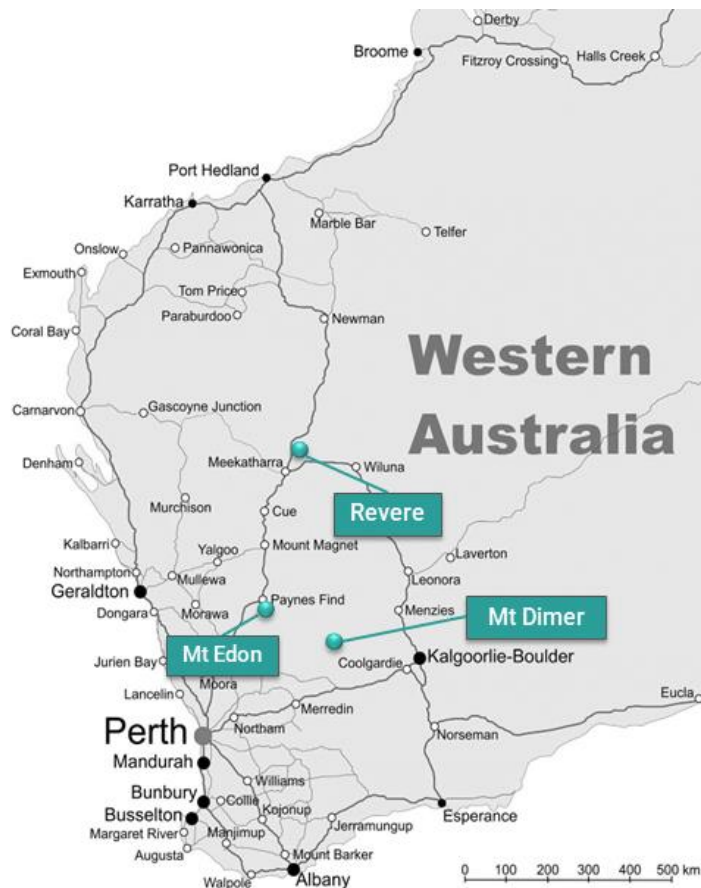 Derby
Broome
Fitzroy Crossing
Halls Creek
Port Hedland
Karratha
Marble Bar
Telfer
Onslow
Pannawonica
Exmouth
Tom Price
Paraburdoo
Newman
Coral Bay
Western
Australia
Carnarvon
Gascoyne Junction
Denham
Meekatharra
Wiluna
Revere
Murchison
Cue
Kalbarri
Yalgoo
Mount Magnet
Laverton
Northampton
Mullewa
Leonora
Geraldton
Dongara
Morawa
Paynes Find
Menzies
Mt Dimer
Mt Edon
Jurien Bay
Coolgardie
Kalgoorlie-Boulder
Moora
Lancelin
Merredin
Eucla
Perth
Northam
Norseman
Mandurah
Williams
Bunbury
Collie
Busselton
Kojonup
Esperance
Margaret River
Manjimup
Jerramungup
Augusta
Mount Barker
Walpole
Albany
0 100 200 300 400 500 km